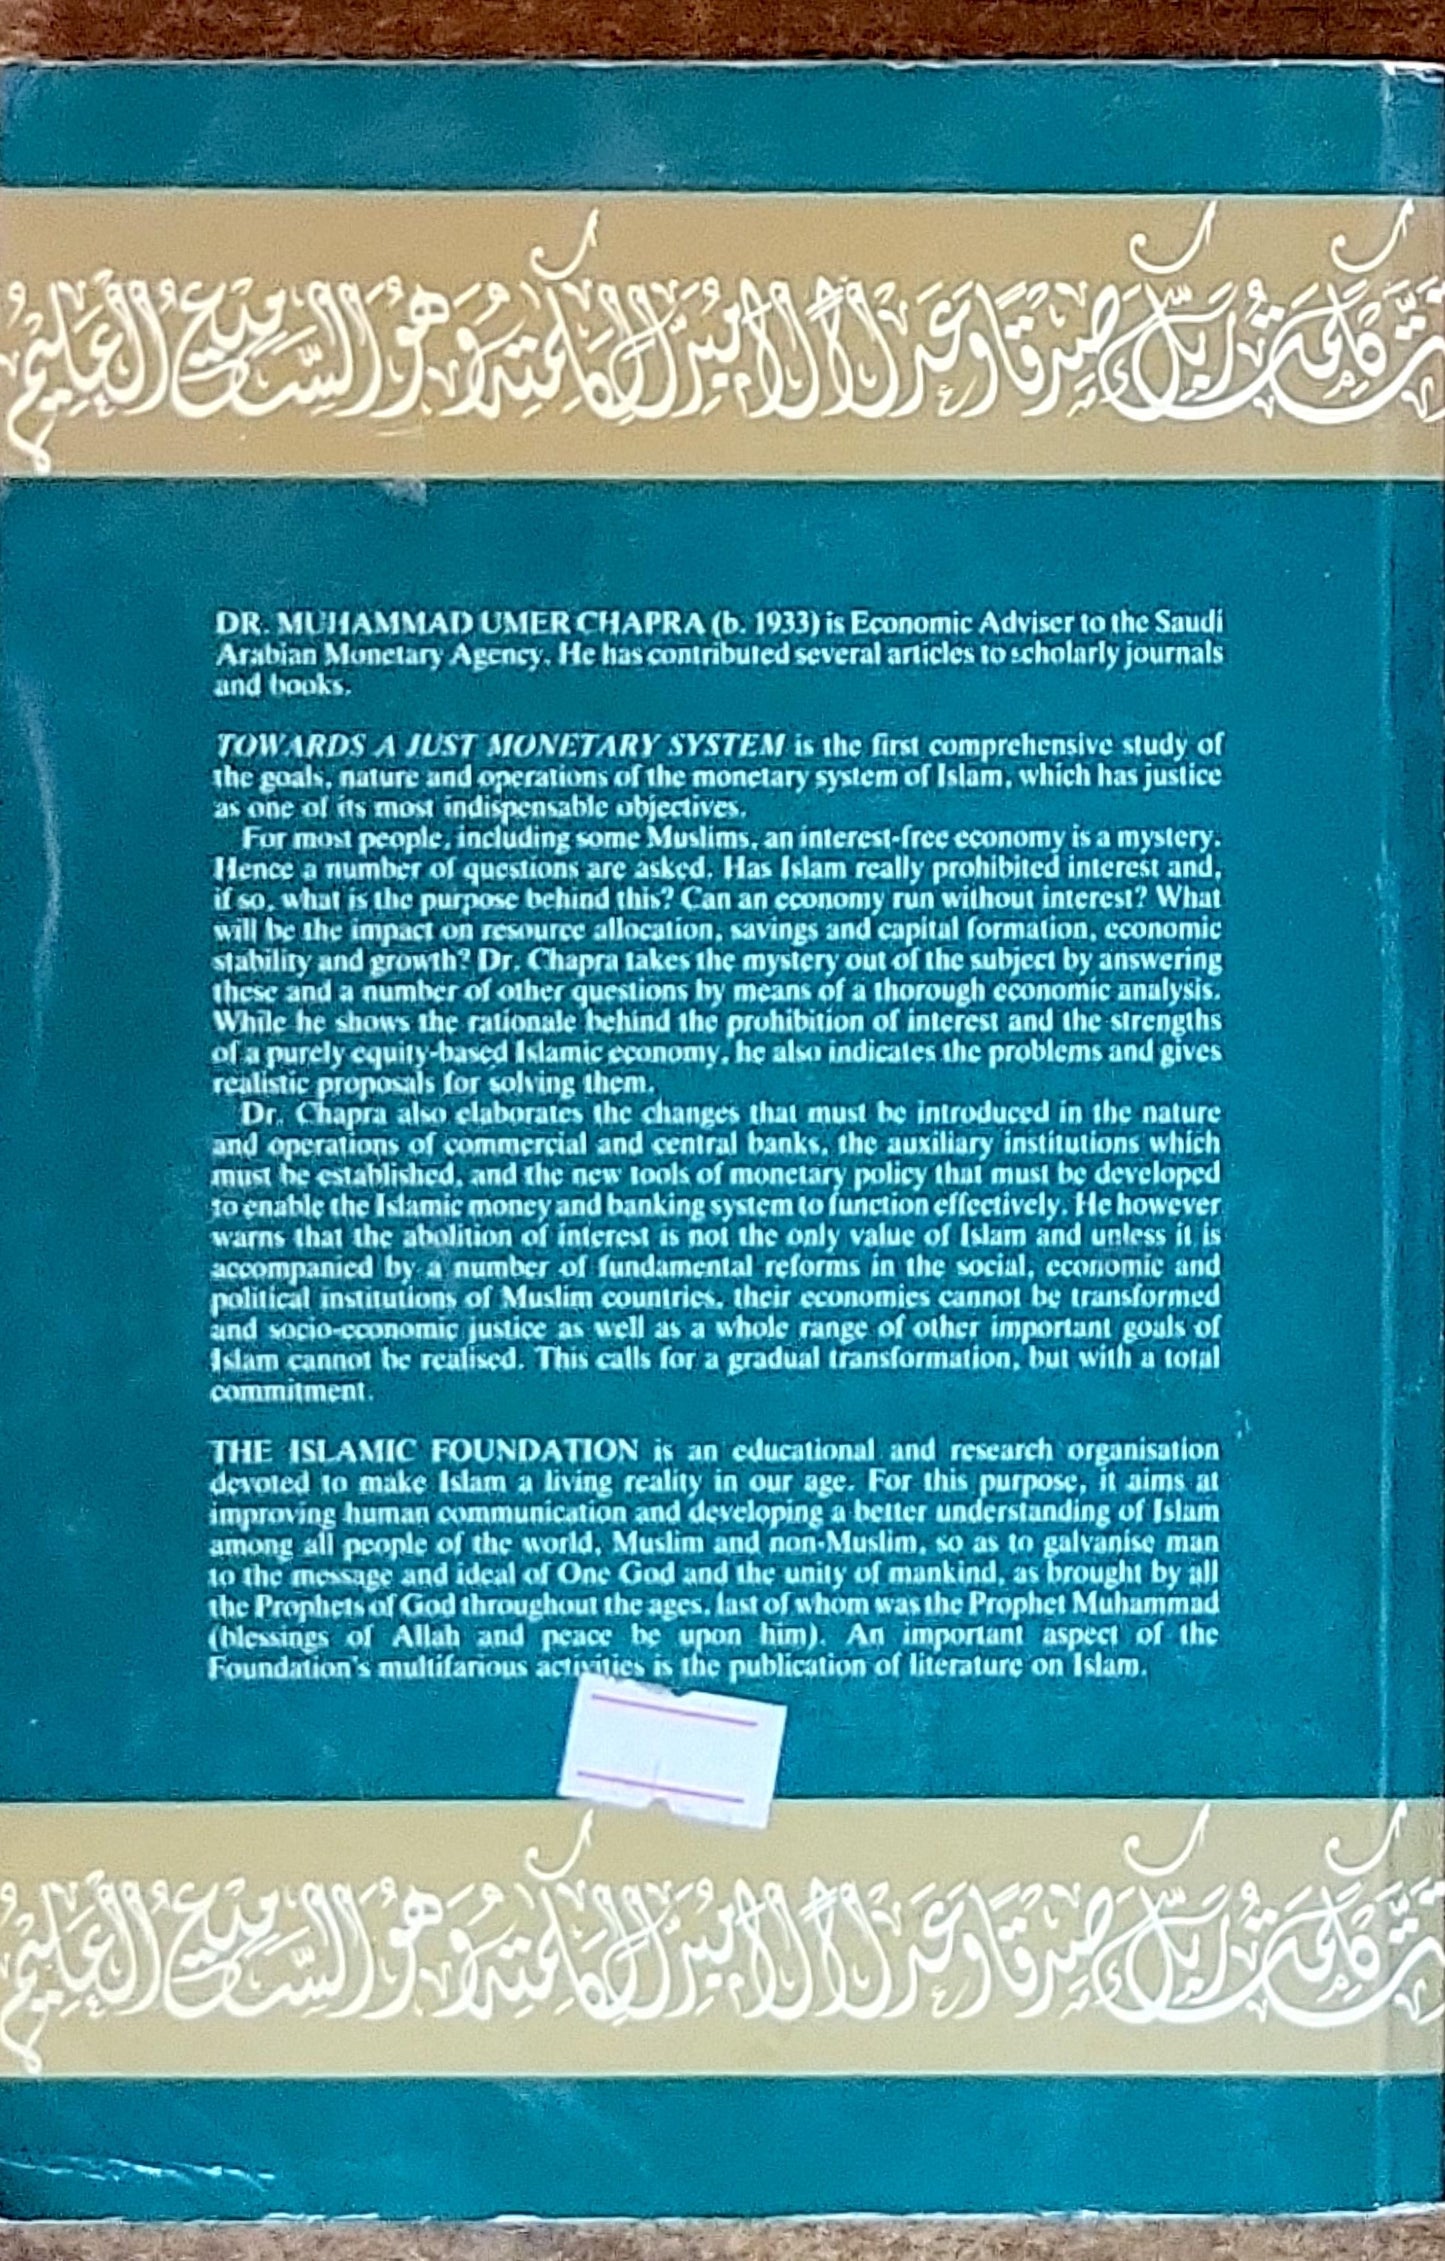 وتمت كلمة ربك صدقا وعدلا لا مبدل لكلماته وهو السميع العليم
DR. MUHAMMAD UMER CHAPRA (b. 1933) is Economic Adviser to the Saudi
Arabian Monetary Agency. He has contributed several articles to scholarly journals
and books.
TOWARDS A JUST MONETARY SYSTEM is the first comprehensive study of
the goals, nature and operations of the monetary system of Islam, which has justice
as one of its most indispensable objectives.
For most people, including some Muslims, an interest-free economy is a mystery.
Hence a number of questions are asked. Has Islam really prohibited interest and,
if so, what is the purpose behind this? Can an economy run without interest? What
will be the impact on resource allocation, savings and capital formation, economic
stability and growth? Dr. Chapra takes the mystery out of the subject by answering
these and a number of other questions by means of a thorough economic analysis.
While he shows the rationale behind the prohibition of interest and the strengths
of a purely equity-based Islamic economy, he also indicates the problems and gives
realistic proposals for solving them.
Dr. Chapra also elaborates the changes that must be introduced in the nature
and operations of commercial and central banks, the auxiliary institutions which
must be established, and the new tools of monetary policy that must be developed
to enable the Islamic money and banking system to function effectively. He however
warns that the abolition of interest is not the only value of Islam and unless it is
accompanied by a number of fundamental reforms in the social, economic and
political institutions of Muslim countries, their economies cannot be transformed
and socio-economic justice as well as a whole range of other important goals of
Islam cannot be realised. This calls for a gradual transformation, but with a total
commitment.
THE ISLAMIC FOUNDATION is an educational and research organisation
devoted to make Islam a living reality in our age. For this purpose, it aims at
improving human communication and developing a better understanding of Islam
among all people of the world, Muslim and non-Muslim, so as to galvanise man
to the message and ideal of One God and the unity of mankind, as brought by all
the Prophets of God throughout the ages, last of whom was the Prophet Muhammad
(blessings of Allah and peace be upon him). An important aspect of the
Foundation's multifarious activities is the publication of literature on Islam.
وتمت كلمة ربك صدقا وعدلا لا مبدل لكلماته وهو السميع العليم